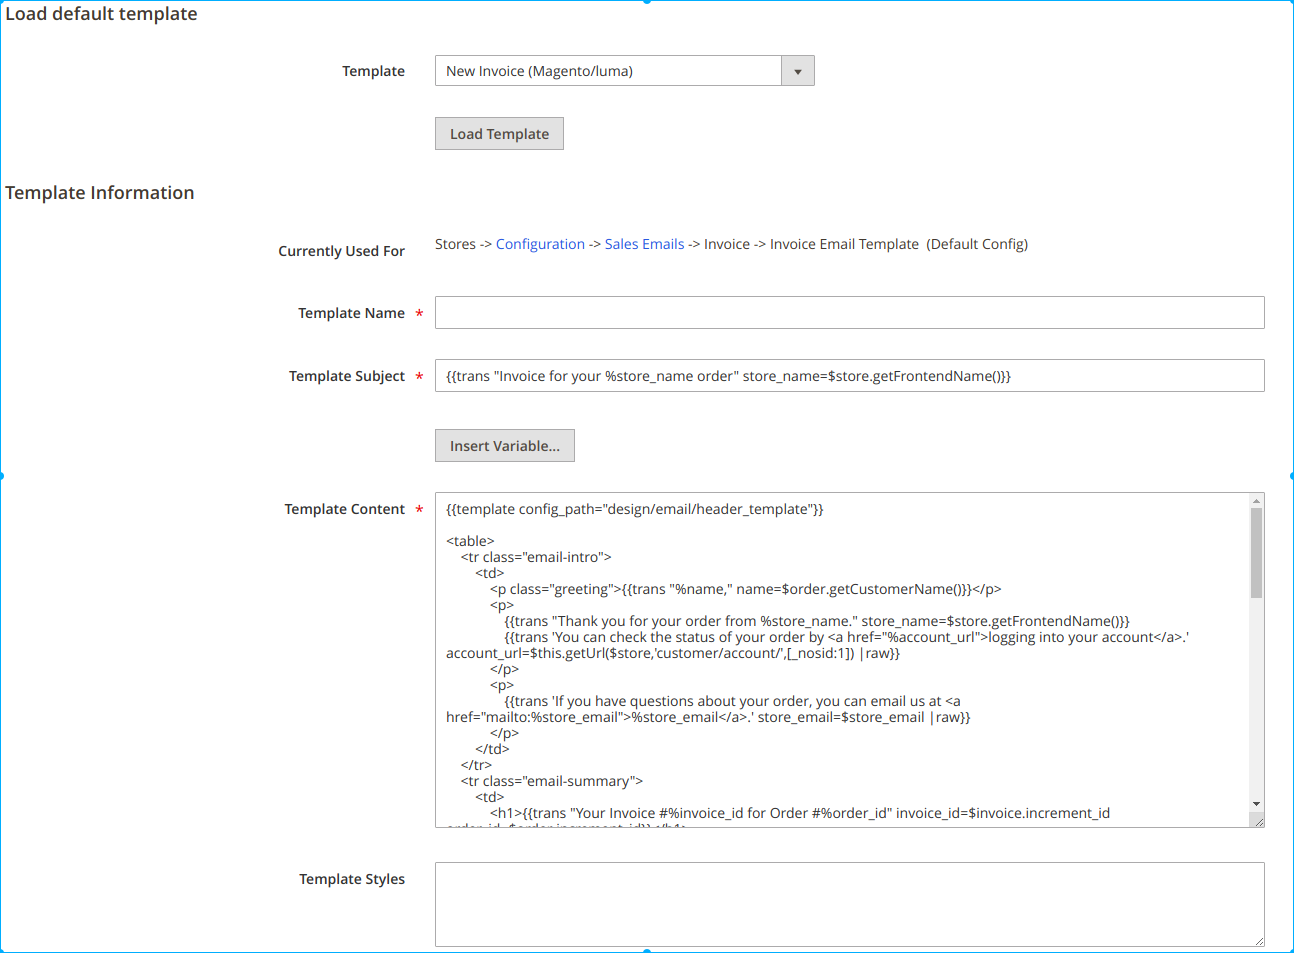 Load default template
Template
New Invoice (Magento/luma)
Load Template
Template Information
Currently Used For
Stores -> Configuration -> Sales Emails -> Invoice -> Invoice Email Template (Default Config)
Template Name *
Template Subject *
{{trans "Invoice for your %store_name order" store_name=$store.getFrontendName()}}
Insert Variable...
Template Content *
{{template config_path="design/email/header_template"}}
<table>
<tr class="email-intro">
<td>
<p class="greeting">{{trans "%name," name=$order.getCustomerName()}}</p>
<p>
{{trans "Thank you for your order from %store_name." store_name=$store.getFrontendName()}}
{{trans 'You can check the status of your order by <a href="%account_url">logging into your account</a>.'
account_url=$this.getUrl($store,'customer/account/',[_nosid:1]) |raw}}
</p>
<p>
{{trans 'If you have questions about your order, you can email us at <a
href="mailto:%store_email">%store_email</a>.' store_email=$store_email |raw}}
</p>
</td>
</tr>
<tr class="email-summary">
<td>
<h1>{{trans "Your Invoice #%invoice_id for Order #%order_id" invoice_id=$invoice.increment_id
Template Styles